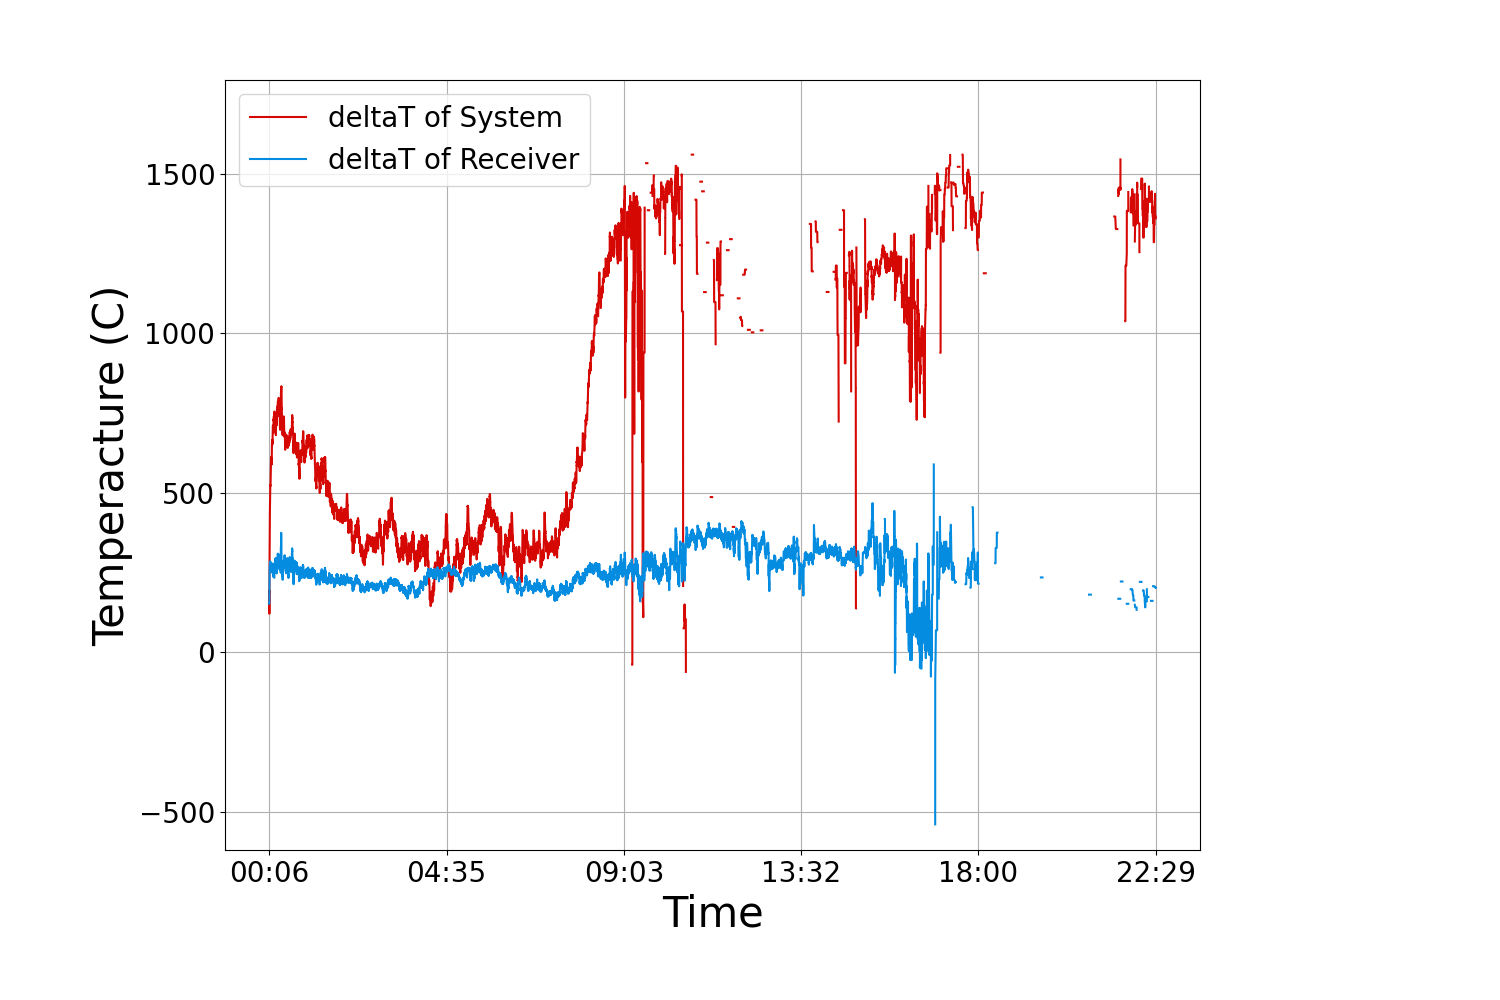 deltaT of System
deltaT of Receiver
Temperacture (C)
1500
1000
500
0
−500
00:06 04:35 09:03 13:32 18:00 22:29
Time